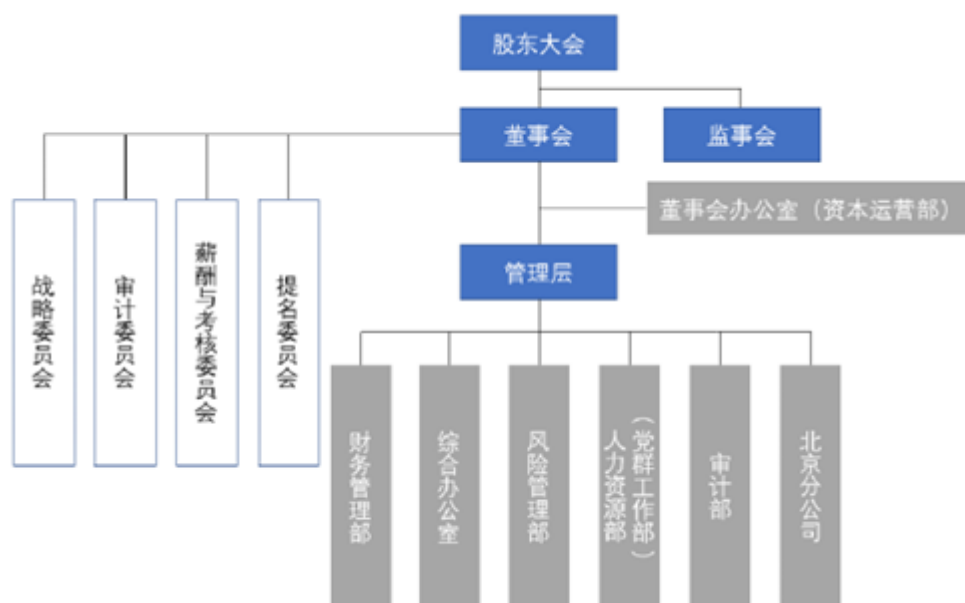 股东大会
董事会
监事会
董事会办公室（资本运营部）
管理层
战略委员会
审计委员会
薪酬与考核委员会
提名委员会
财务管理部
综合办公室
风险管理部
人力资源部
（党群工作部）
审计部
北京分公司